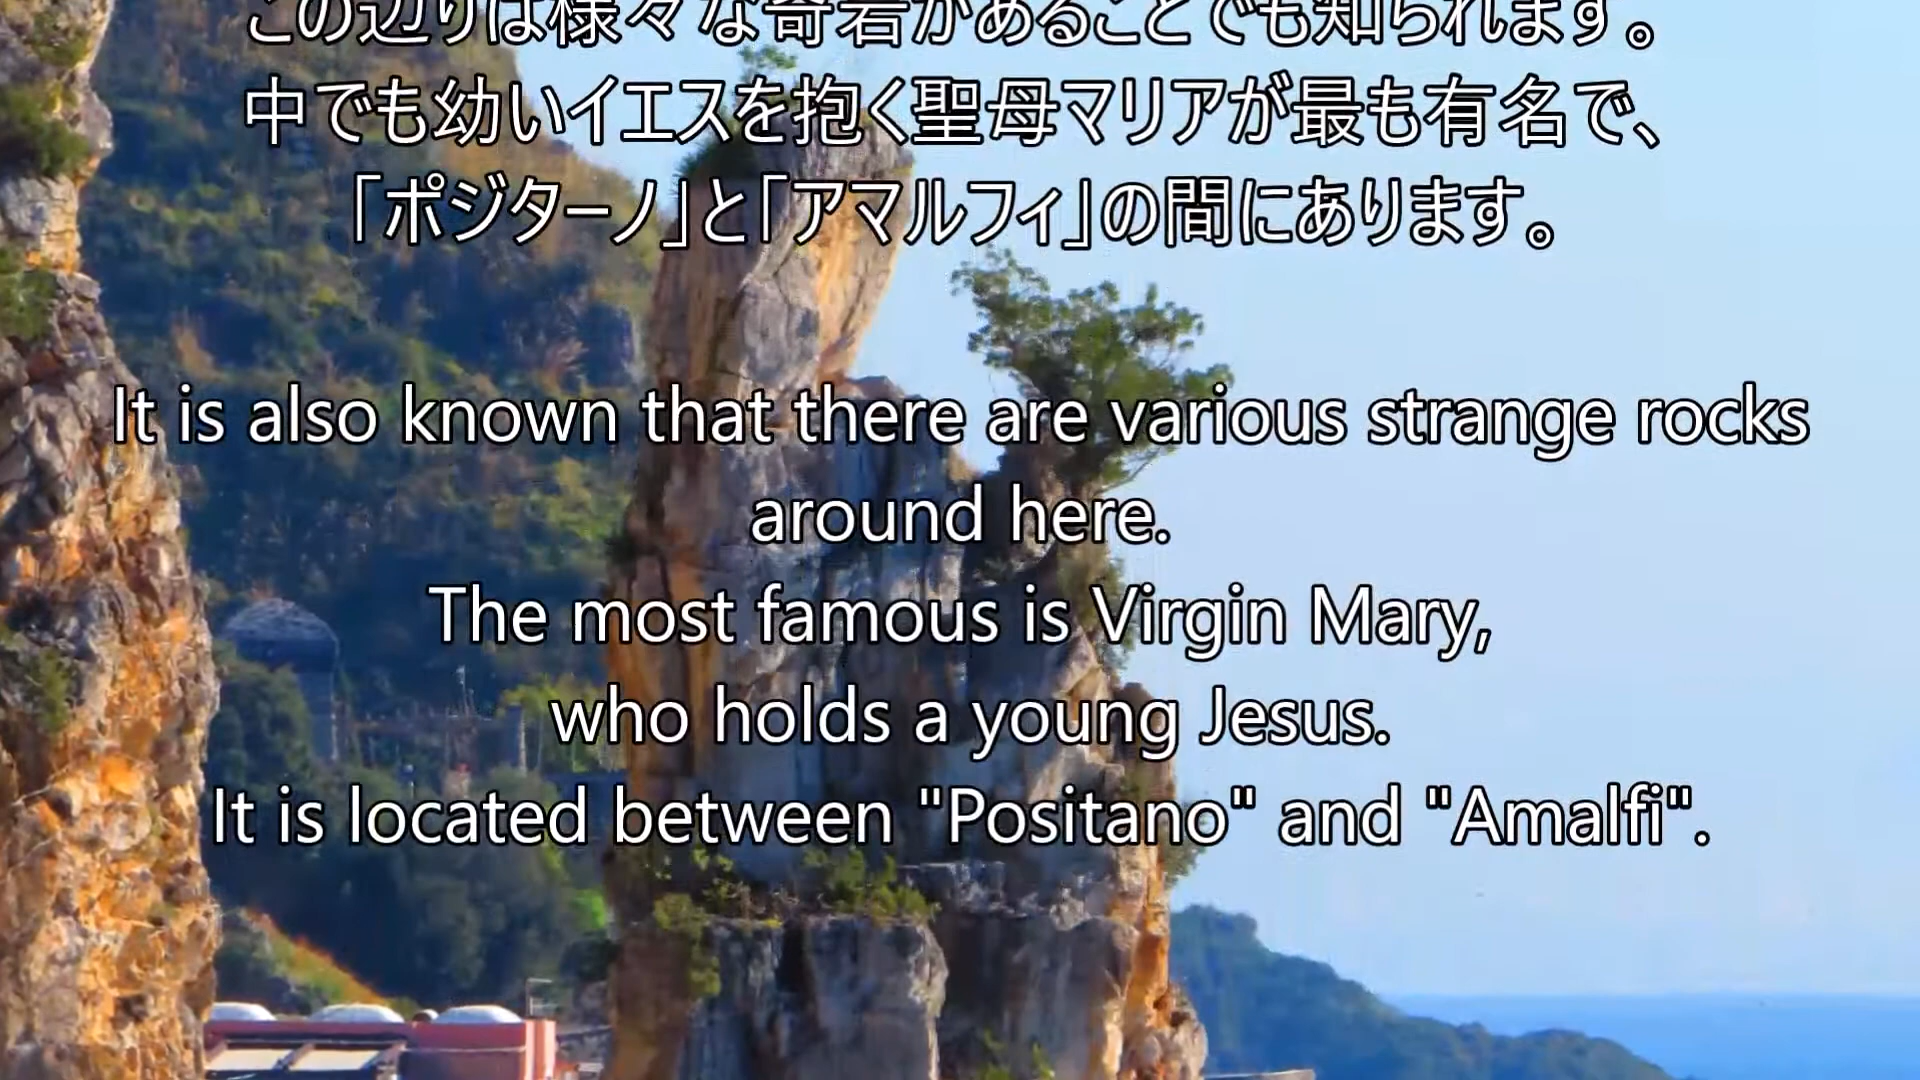 この辺りは様々な奇岩があることでも知られます。
中でも幼いイエスを抱く聖母マリアが最も有名で、
「ポジターノ」と「アマルフィ」の間にあります。
It is also known that there are various strange rocks
around here.
The most famous is Virgin Mary,
who holds a young Jesus.
It is located between "Positano" and "Amalfi".